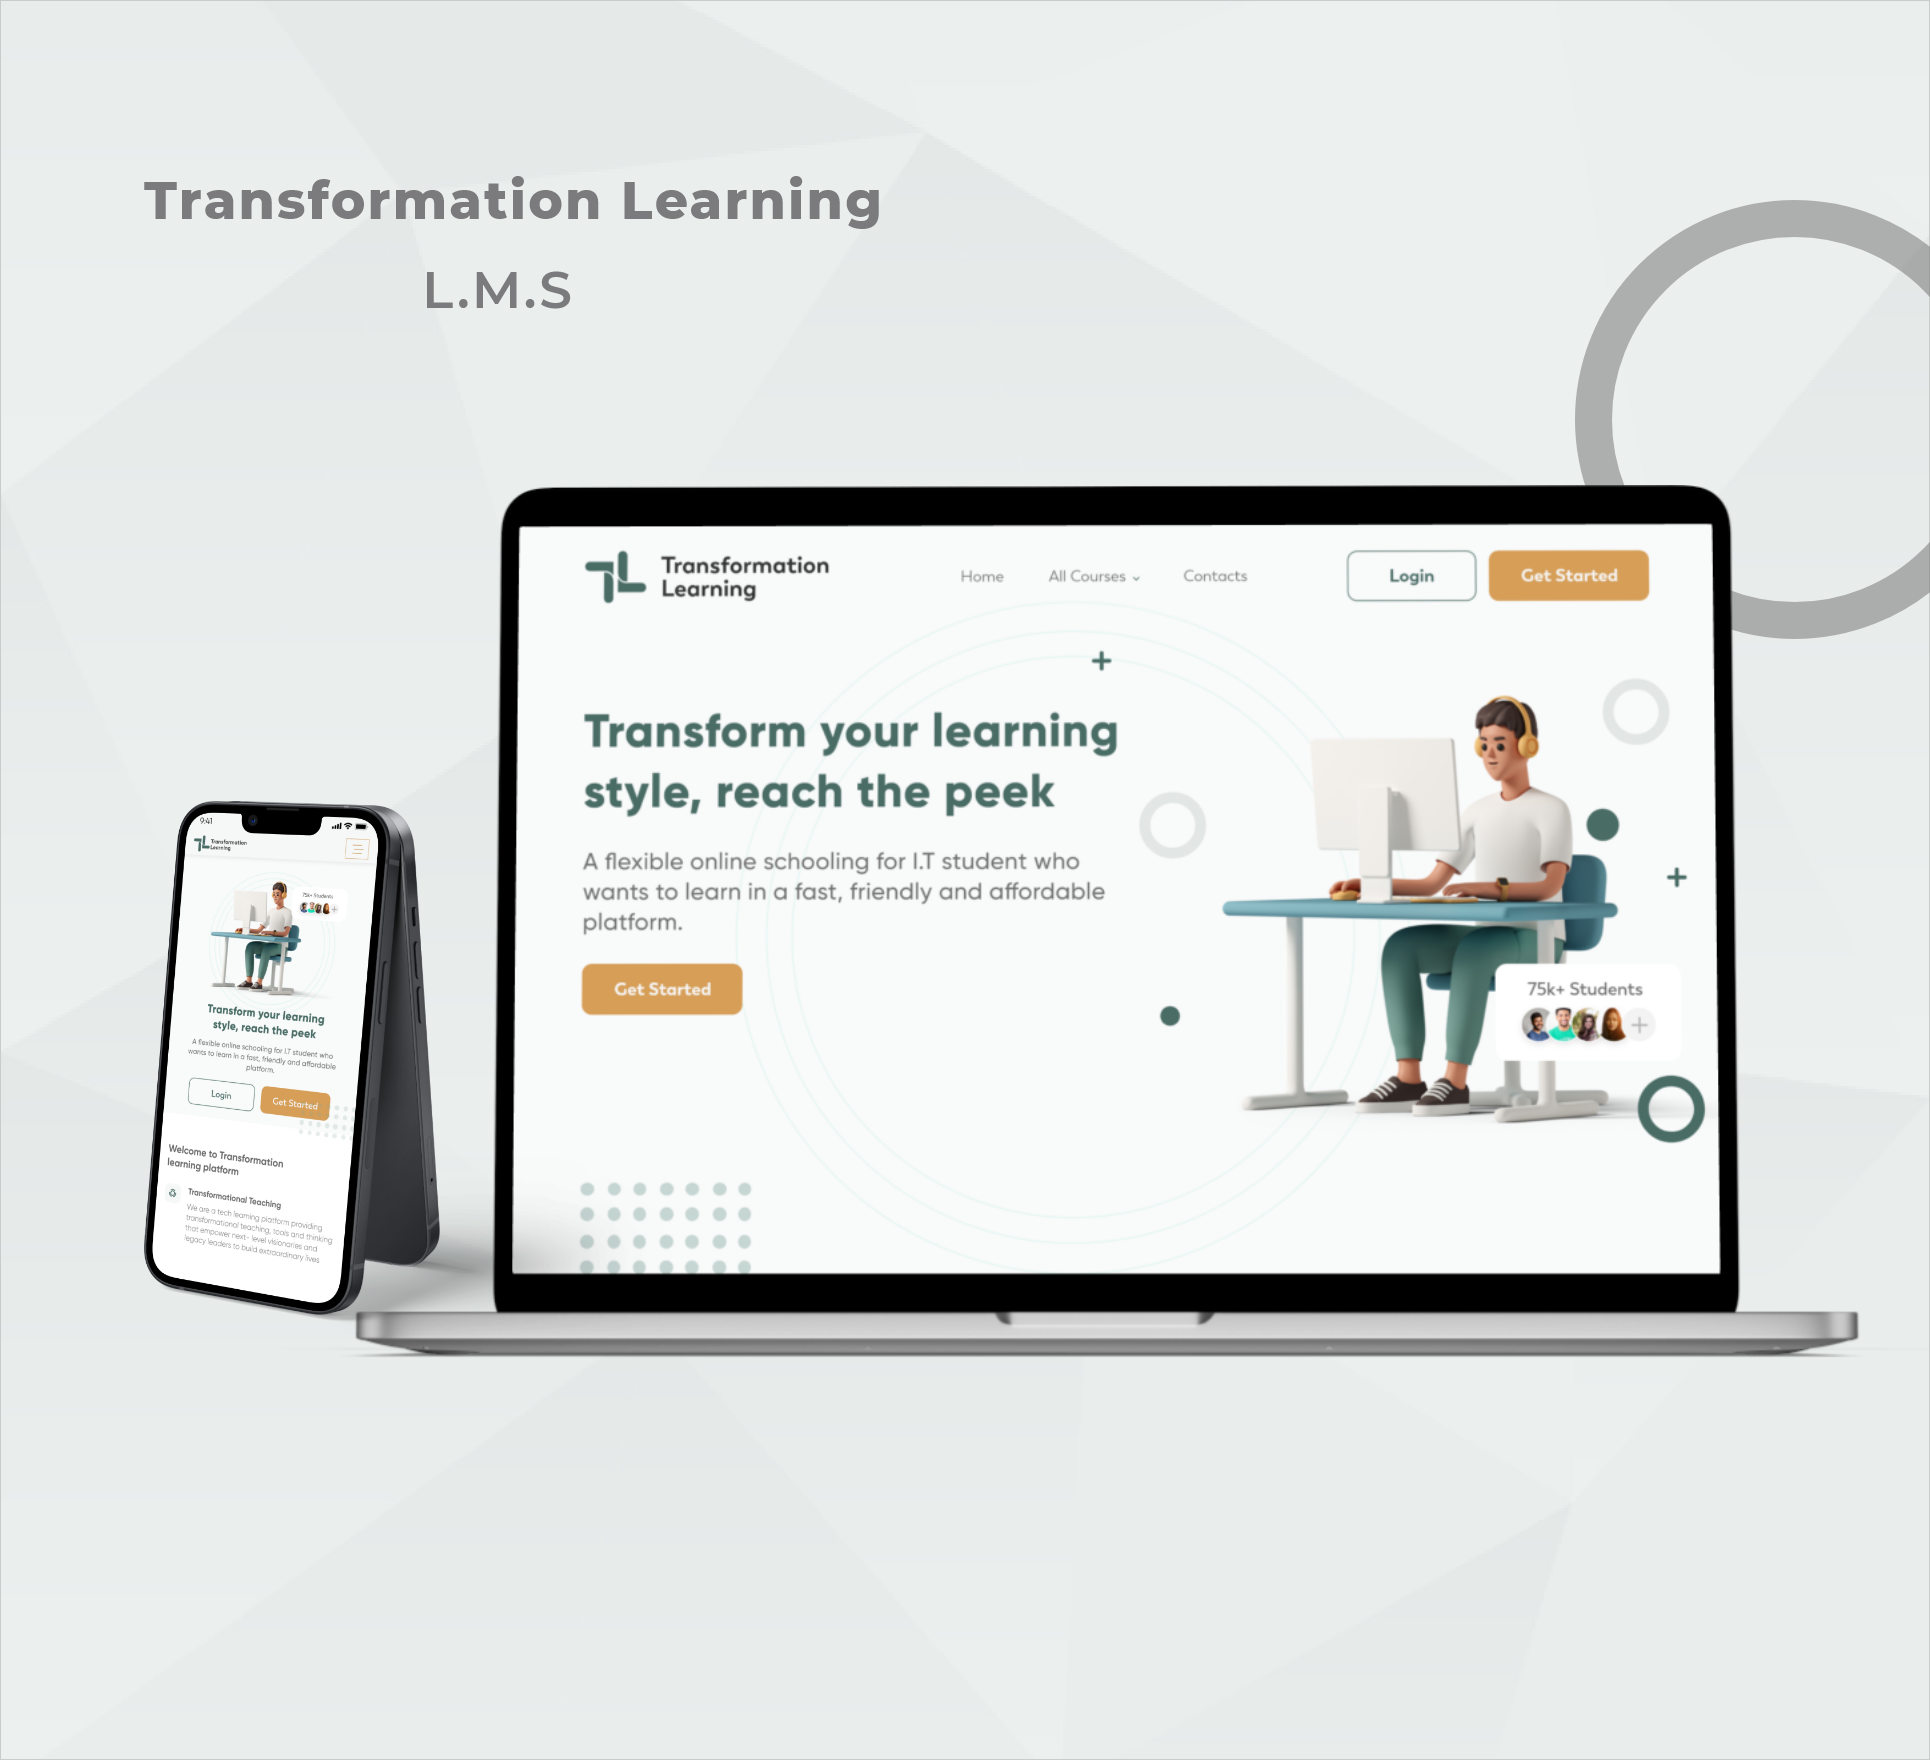 Transformation Learning
L.M.S
Transformation
Learning
Home
All Courses
Contacts
Login
Get Started
Transform your learning
style, reach the peek
A flexible online schooling for I.T student who
wants to learn in a fast, friendly and affordable
platform.
Get Started
75k+ Students
9:41
Transformation
Learning
75k+ Students
Transform your learning
style, reach the peek
A flexible online schooling for I.T student who
wants to learn in a fast, friendly and affordable
platform.
Login
Get Started
Welcome to Transformation
learning platform
Transformational Teaching
We are a tech learning platform providing
transformational teaching, tools and thinking
that empower next- level visionaries and
legacy leaders to build extraordinary lives